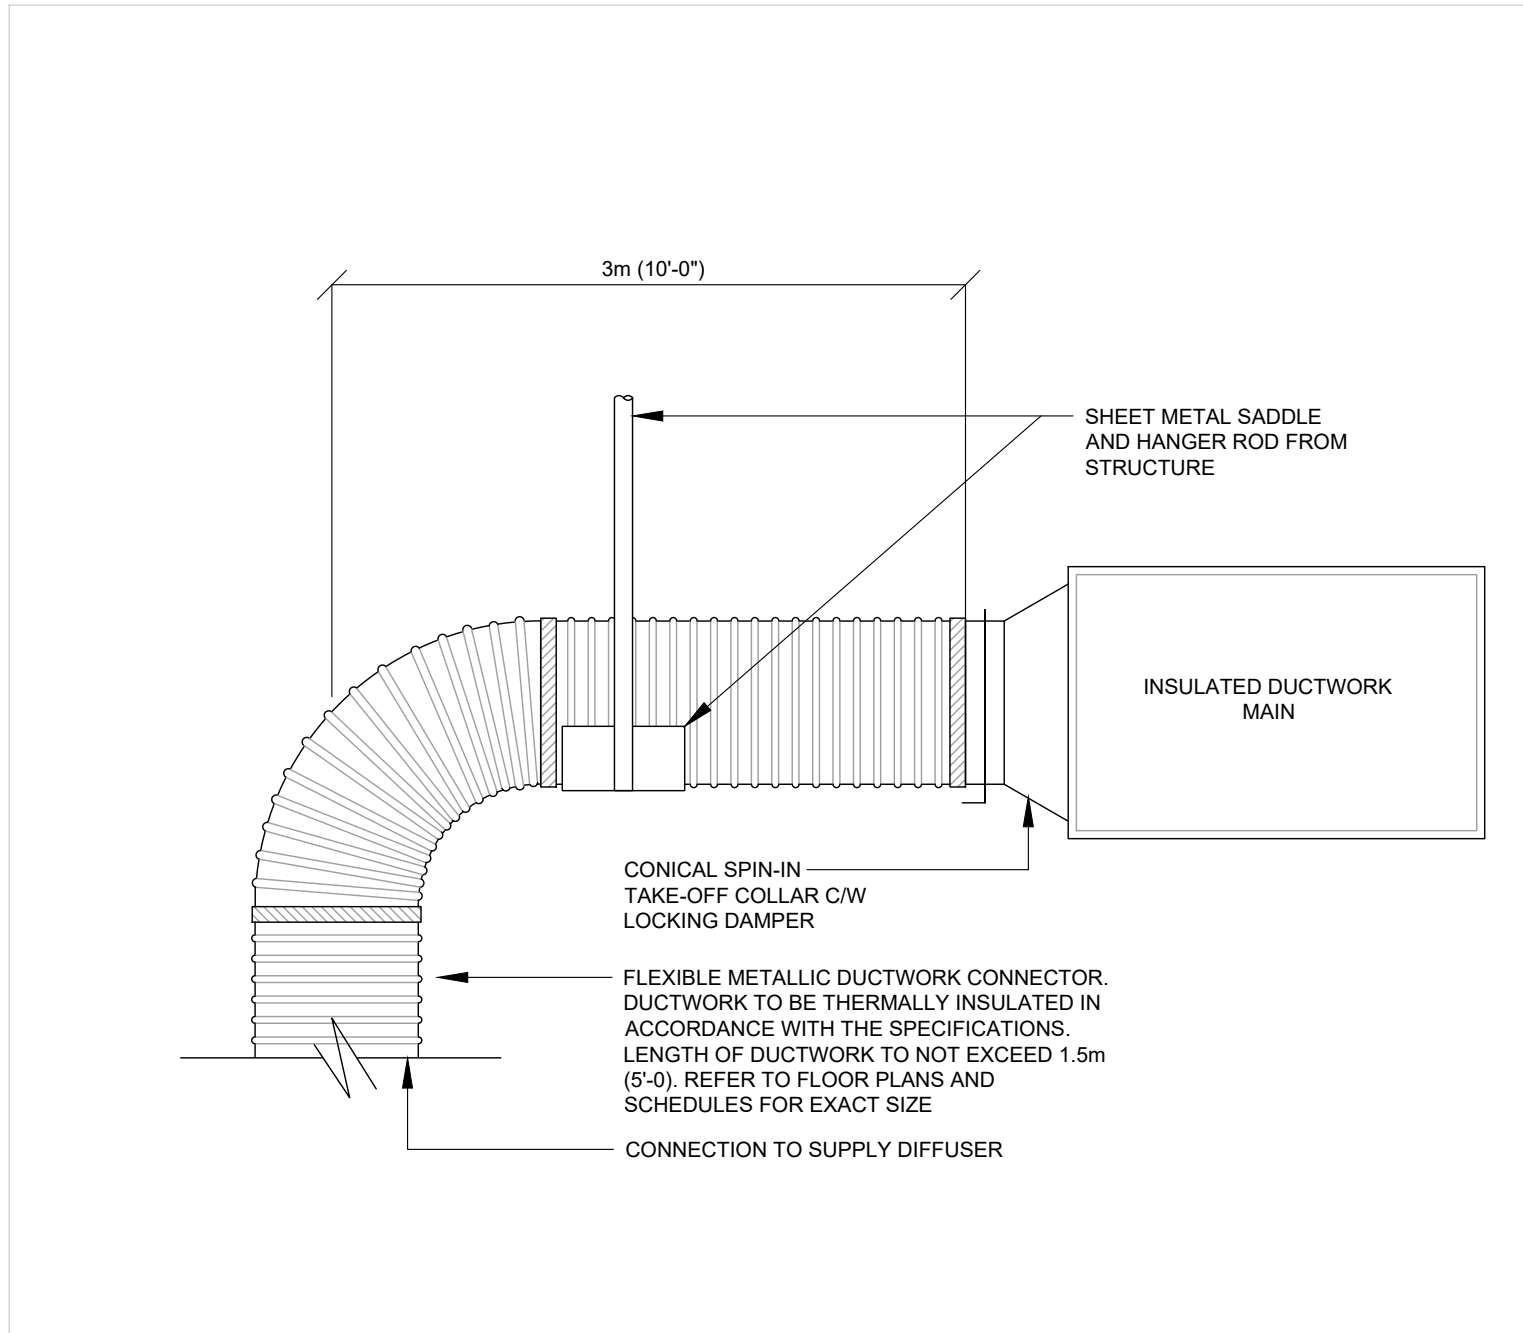 3m (10'-0")
SHEET METAL SADDLE
AND HANGER ROD FROM
STRUCTURE
INSULATED DUCTWORK
MAIN
CONICAL SPIN-IN
TAKE-OFF COLLAR C/W
LOCKING DAMPER
FLEXIBLE METALLIC DUCTWORK CONNECTOR.
DUCTWORK TO BE THERMALLY INSULATED IN
ACCORDANCE WITH THE SPECIFICATIONS.
LENGTH OF DUCTWORK TO NOT EXCEED 1.5m
(5'-0). REFER TO FLOOR PLANS AND
SCHEDULES FOR EXACT SIZE
CONNECTION TO SUPPLY DIFFUSER